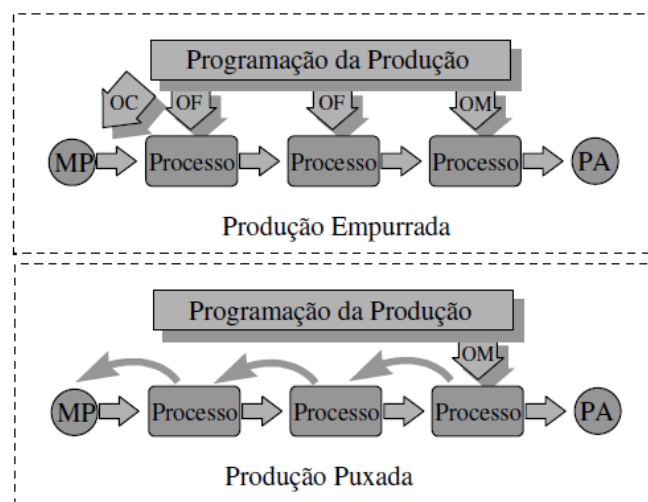 Programação da Produção
OC OF OF OM
MP Processo Processo Processo PA
Produção Empurrada
Programação da Produção
OM
MP Processo Processo Processo PA
Produção Puxada